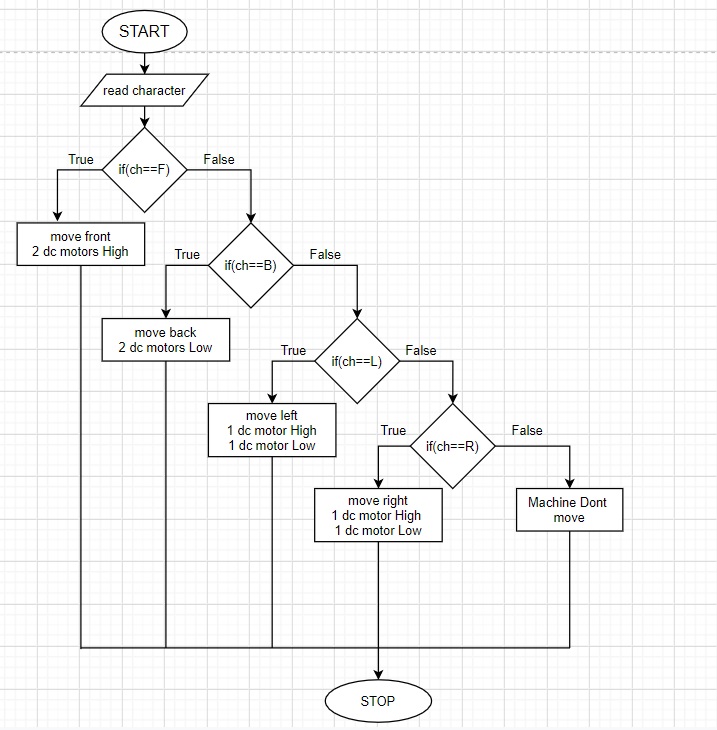 START
read character
True
if(ch==F)
False
move front
2 dc motors High
True
if(ch==B)
False
move back
2 dc motors Low
True
if(ch==L)
False
move left
1 dc motor High
1 dc motor Low
True
if(ch==R)
False
move right
1 dc motor High
1 dc motor Low
Machine Dont
move
STOP